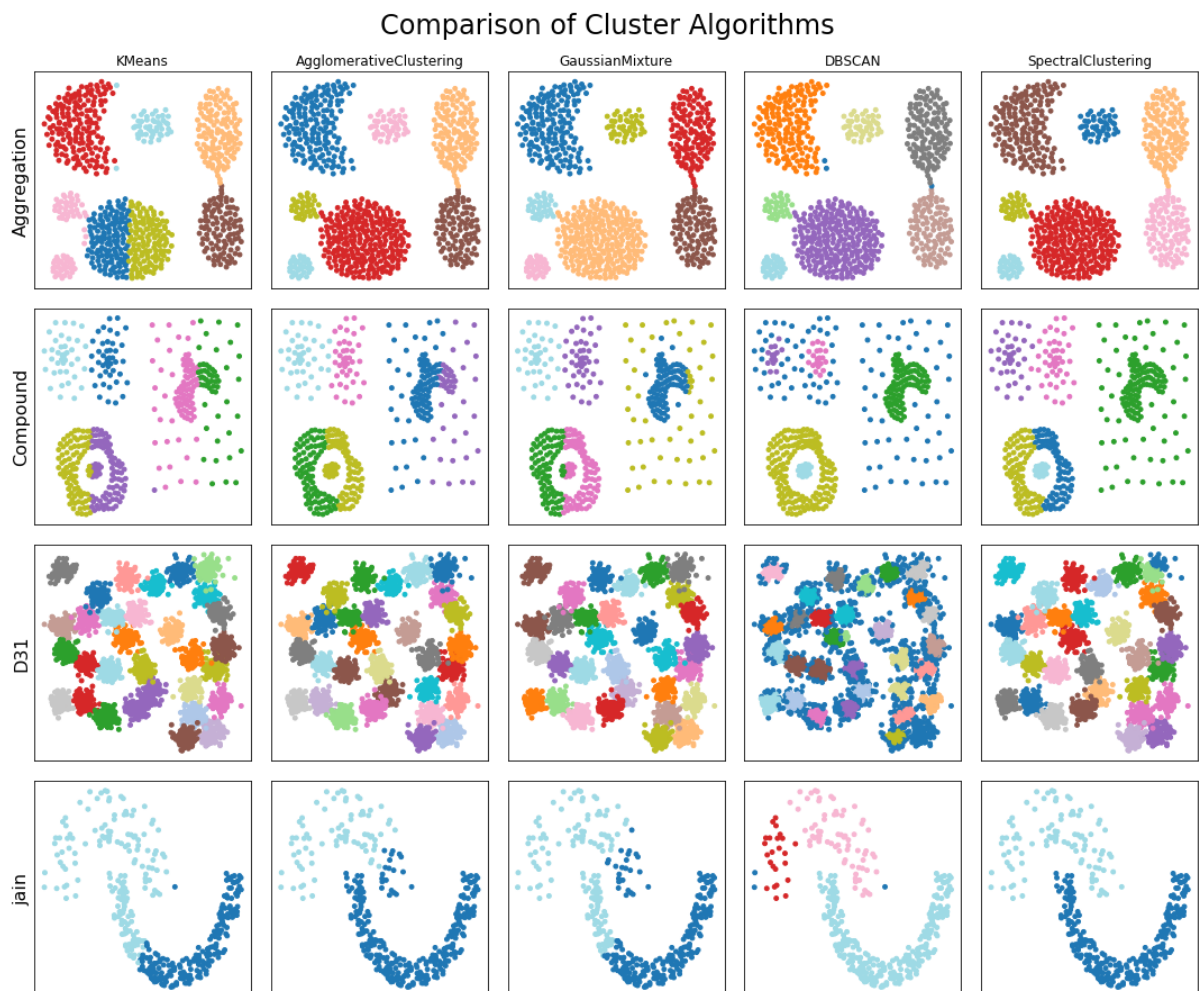 Comparison of Cluster Algorithms
KMeans
AgglomerativeClustering
GaussianMixture
DBSCAN
SpectralClustering
Aggregation
Compound
D31
jain